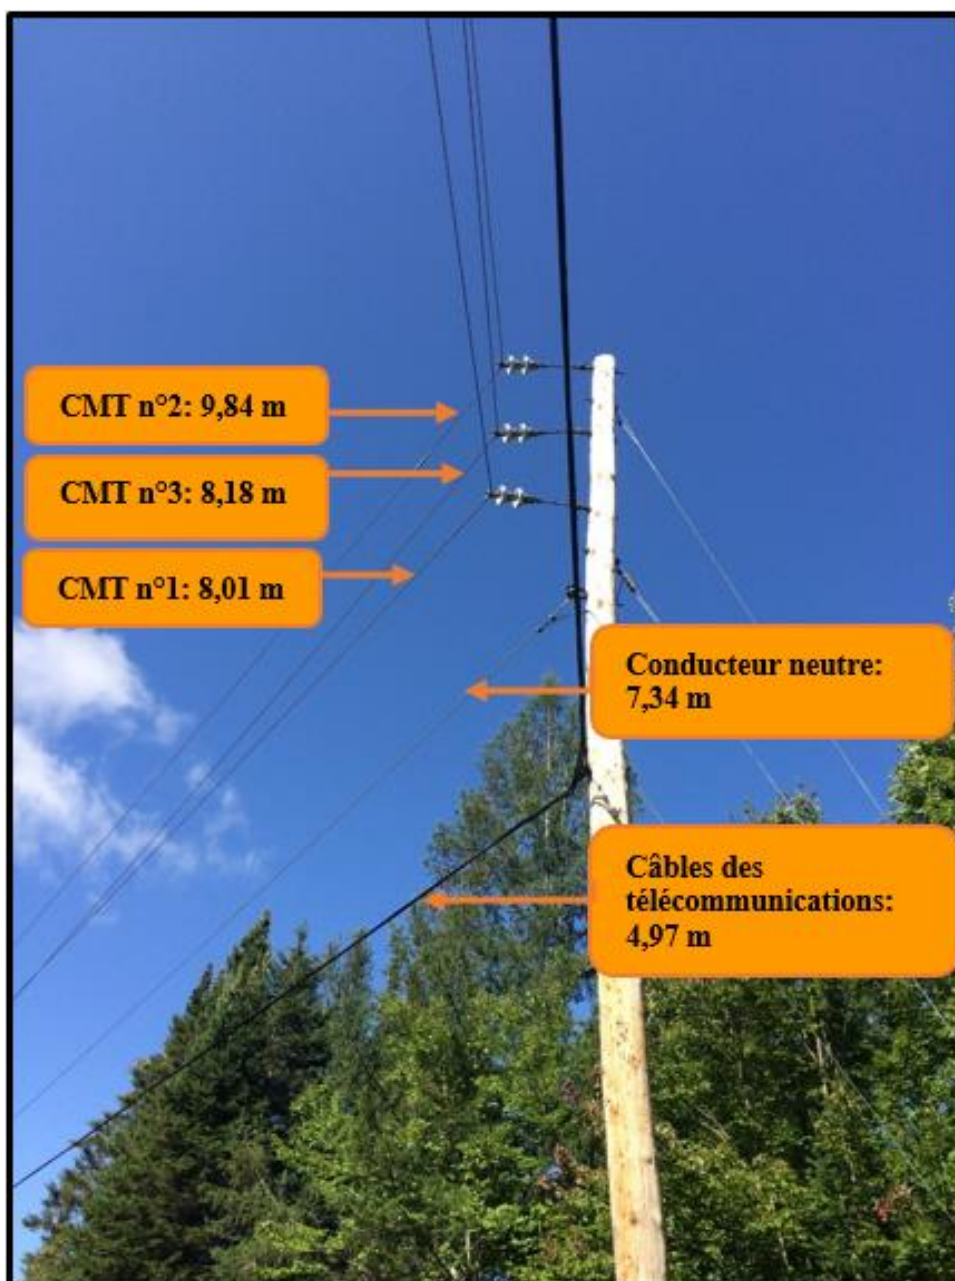 CMT n°2: 9,84 m
CMT n°3: 8,18 m
CMT n°1: 8,01 m
Conducteur neutre:
7,34 m
Câbles des
télécommunications:
4,97 m